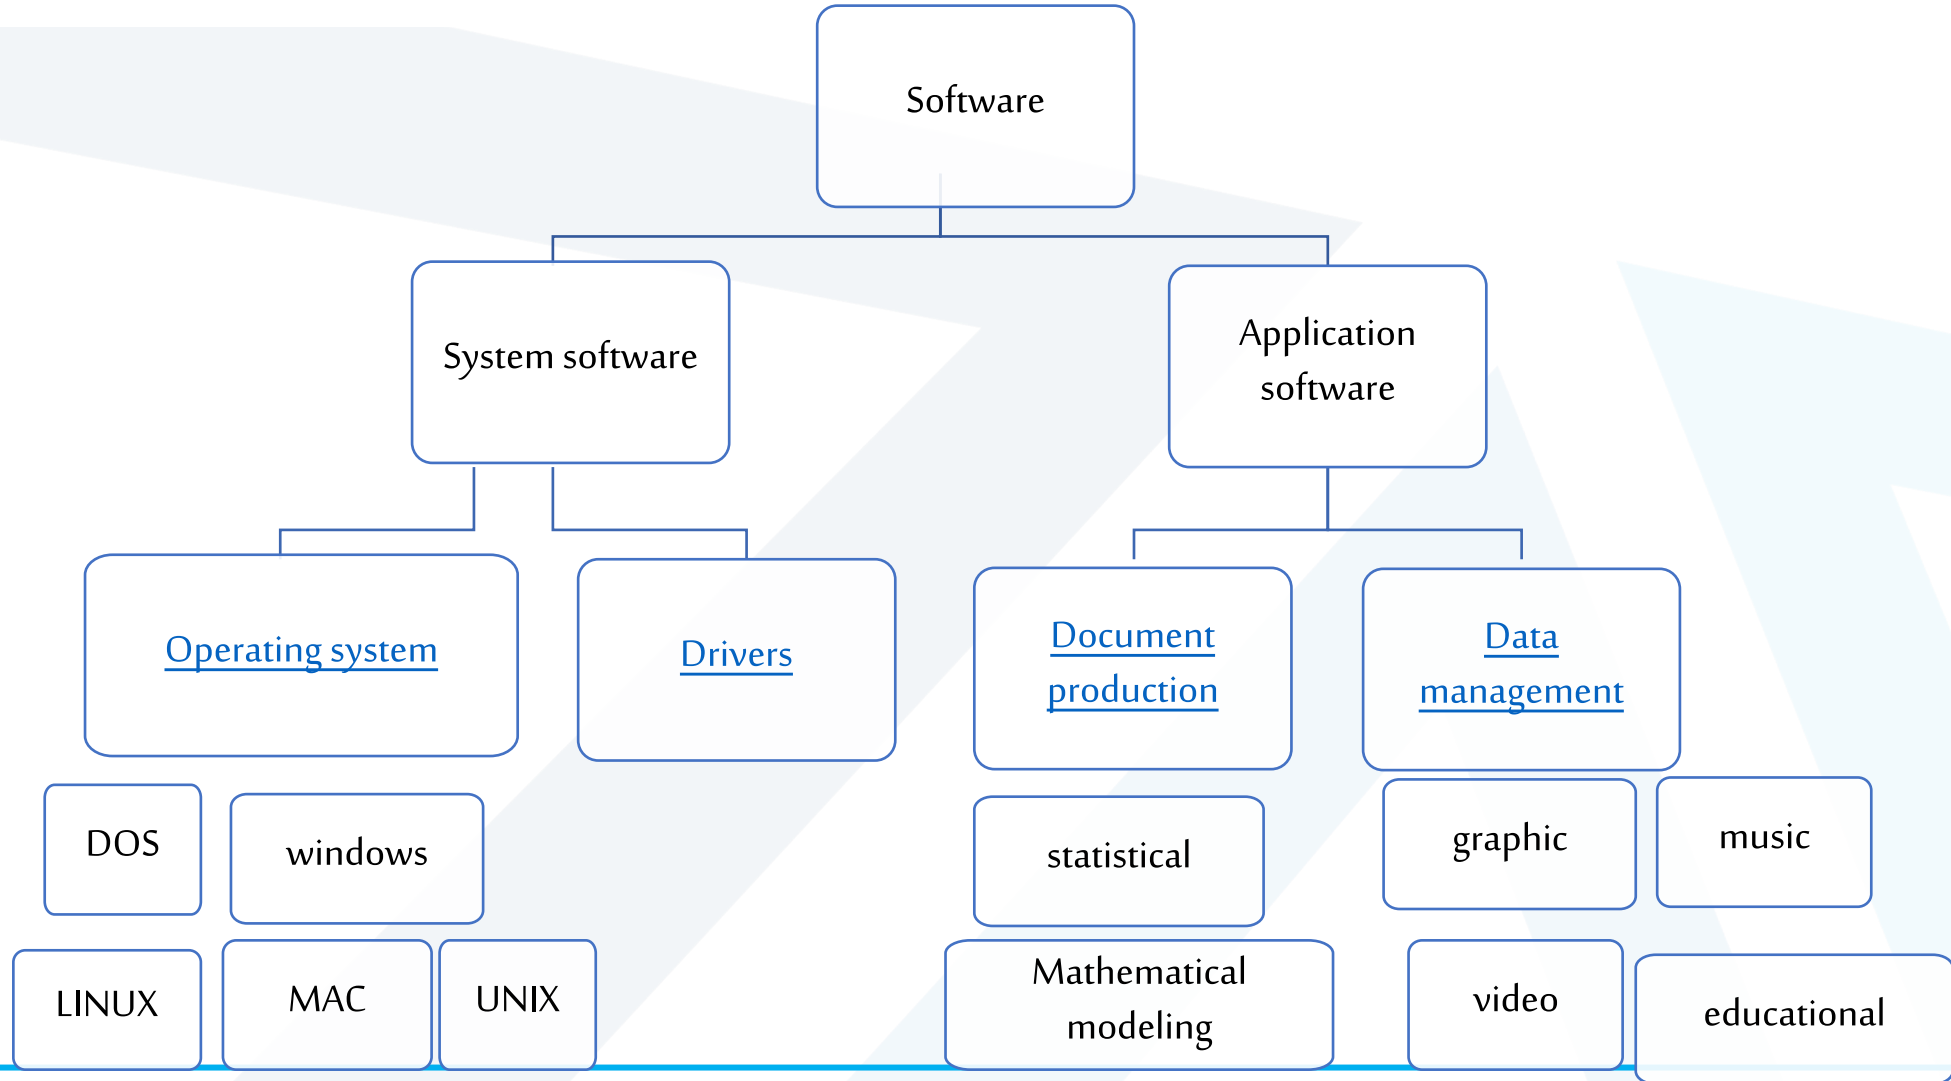 Software
System software
Application
software
Operating system
Drivers
Document
production
Data
management
DOS
windows
statistical
graphic
music
LINUX
MAC
UNIX
Mathematical
modeling
video
educational